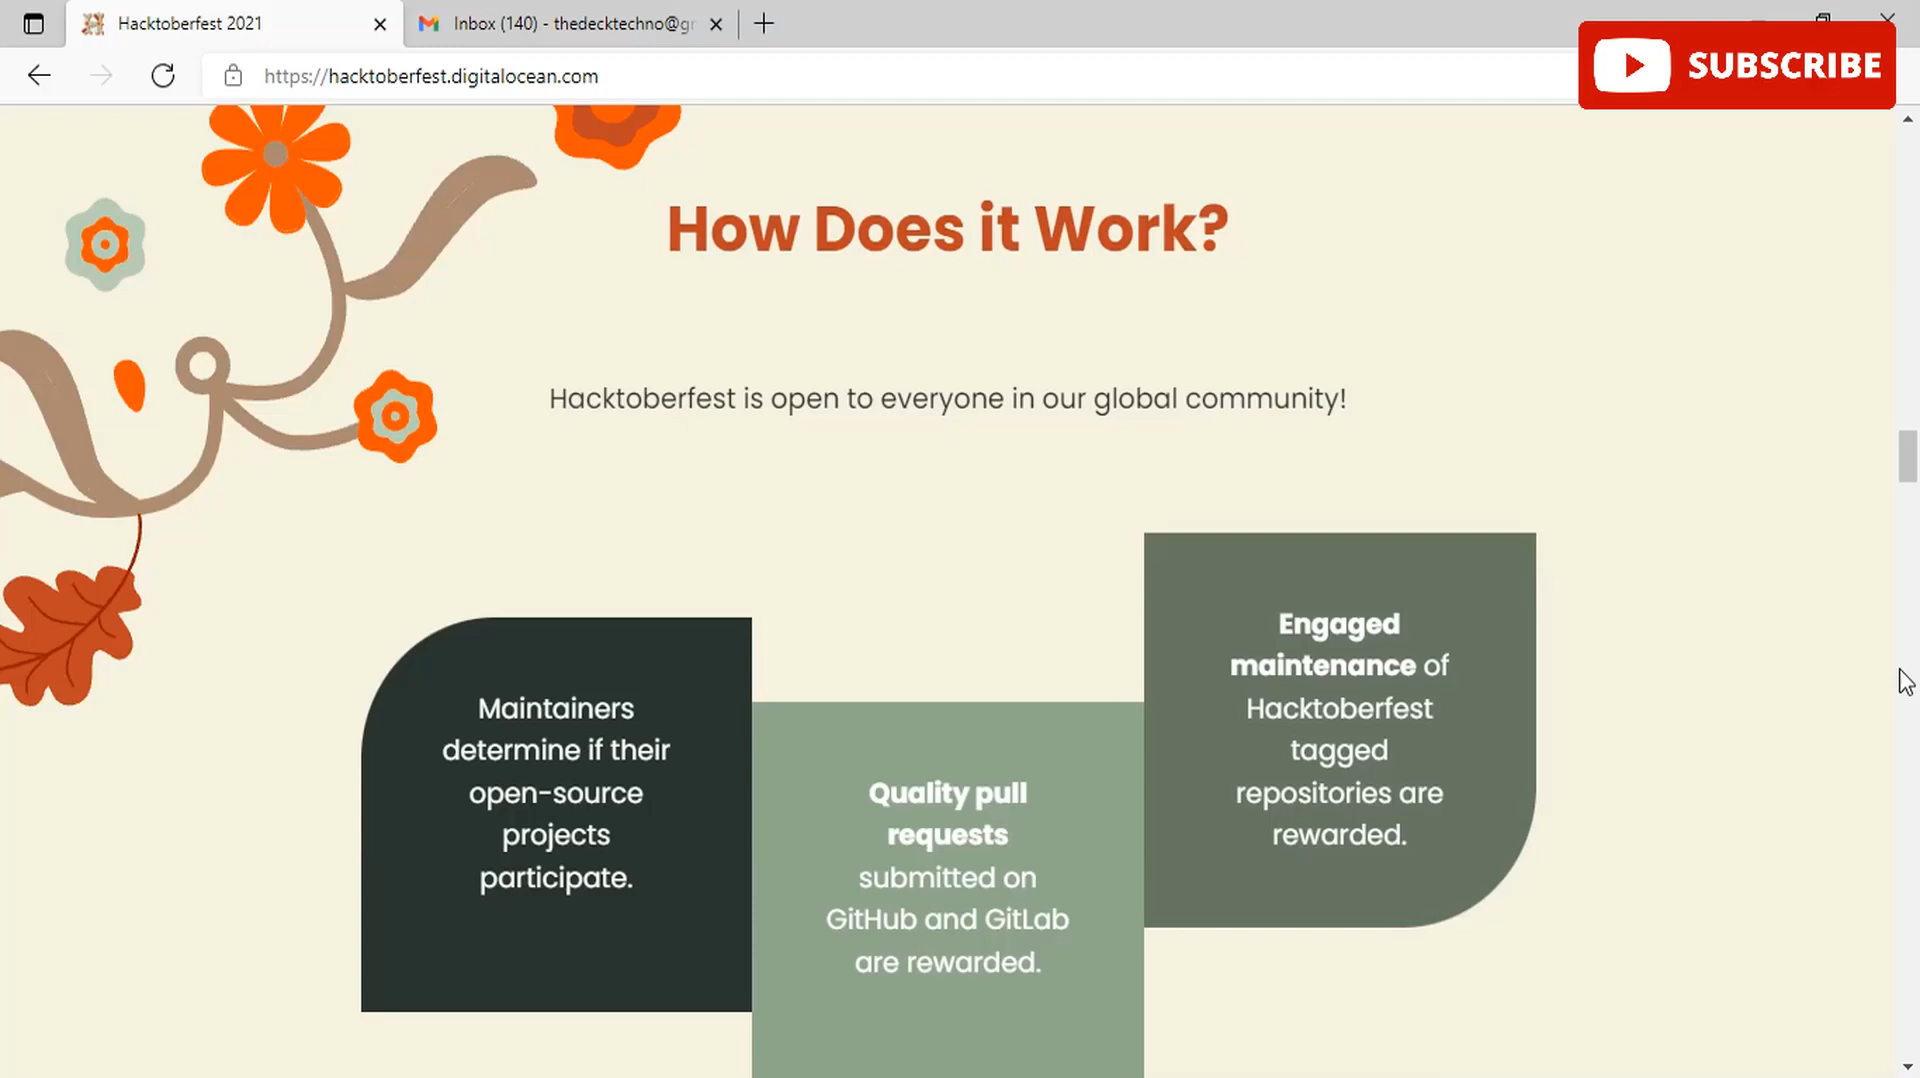 Hacktoberfest 2021
Inbox (140) - thedecktechno@gr
https://hacktoberfest.digitalocean.com
SUBSCRIBE
How Does it Work?
Hacktoberfest is open to everyone in our global community!
Maintainers
determine if their
open-source
projects
participate.
Quality pull
requests
submitted on
GitHub and GitLab
are rewarded.
Engaged
maintenance of
Hacktoberfest
tagged
repositories are
rewarded.